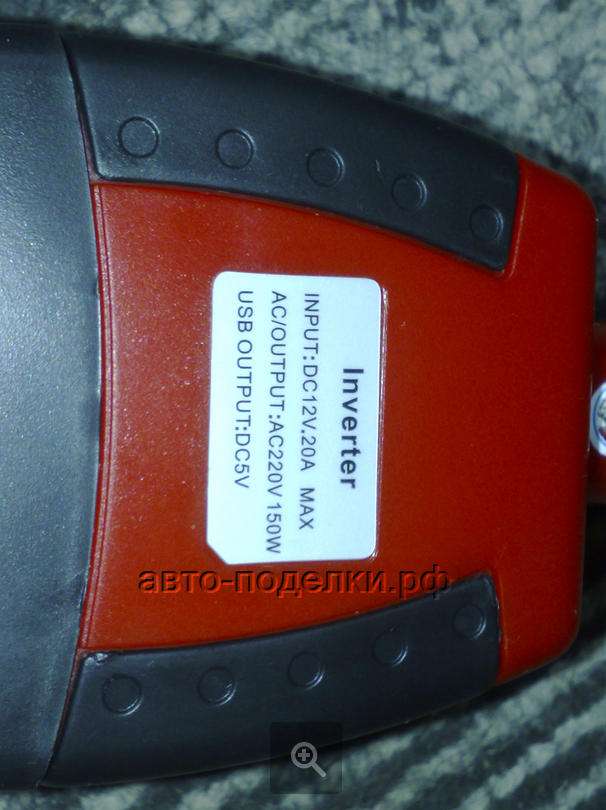 Inverter
INPUT:DC12V.20A MAX
AC/OUTPUT:AC220V 150W
USB OUTPUT:DC5V
авто-поделки.рф